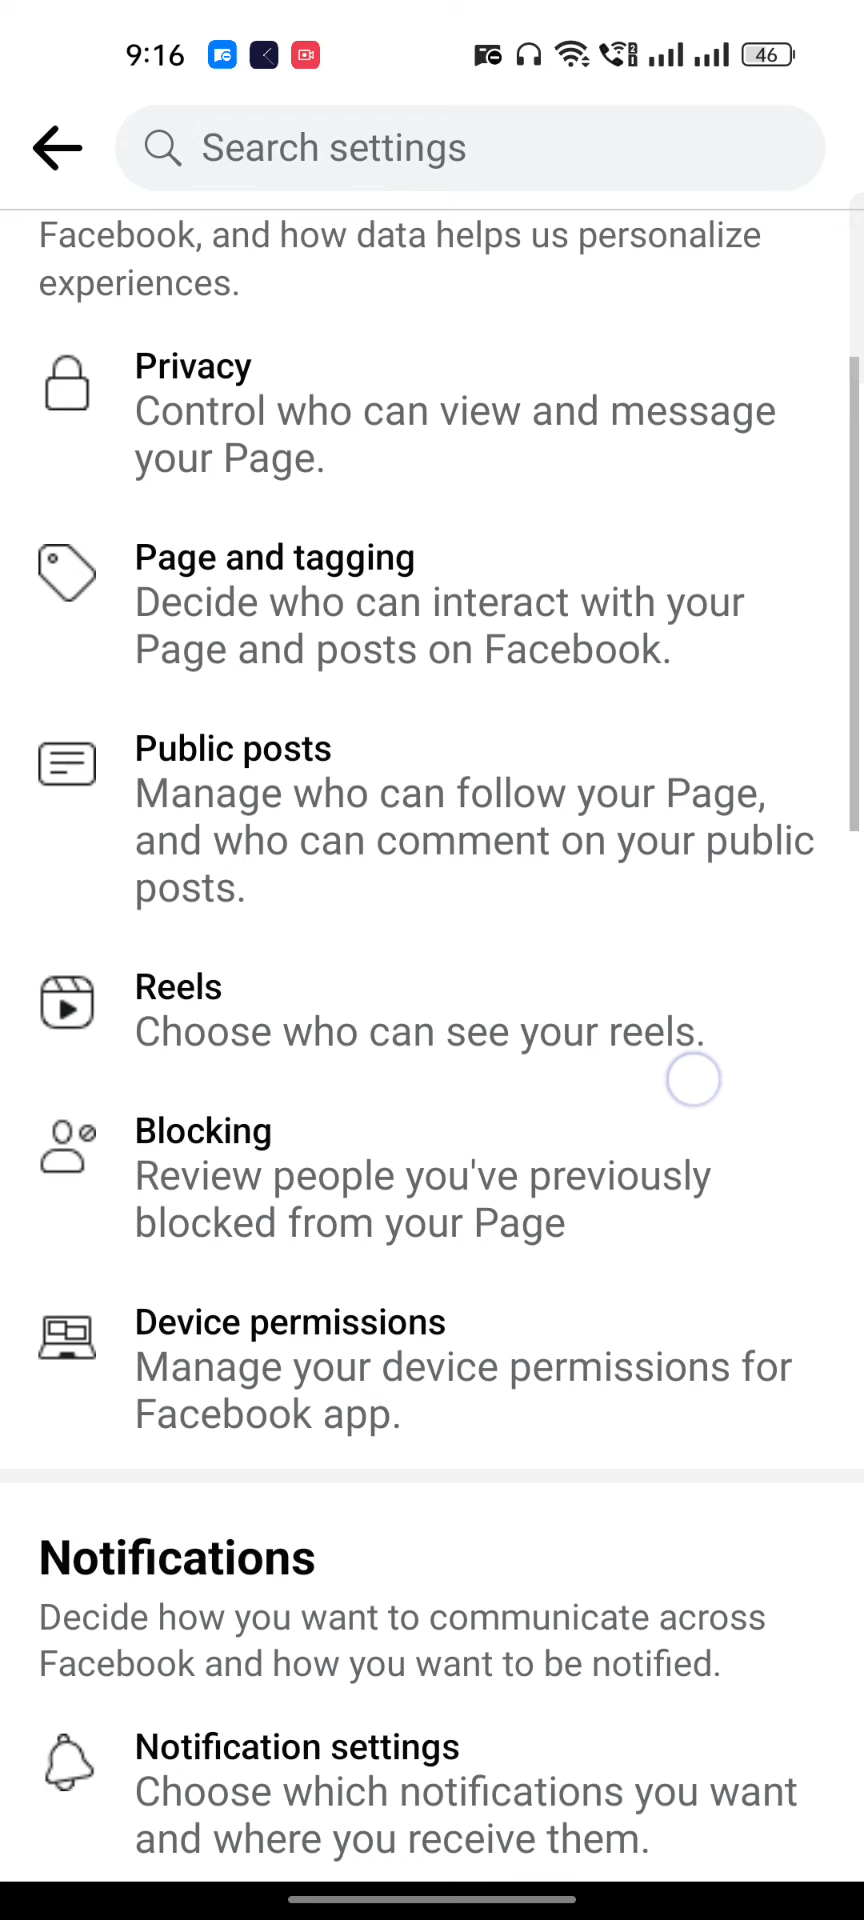 9:16
46
Search settings
Facebook, and how data helps us personalize
experiences.
Privacy
Control who can view and message
your Page.
Page and tagging
Decide who can interact with your
Page and posts on Facebook.
Public posts
Manage who can follow your Page,
and who can comment on your public
posts.
Reels
Choose who can see your reels.
Blocking
Review people you've previously
blocked from your Page
Device permissions
Manage your device permissions for
Facebook app.
Notifications
Decide how you want to communicate across
Facebook and how you want to be notified.
Notification settings
Choose which notifications you want
and where you receive them.